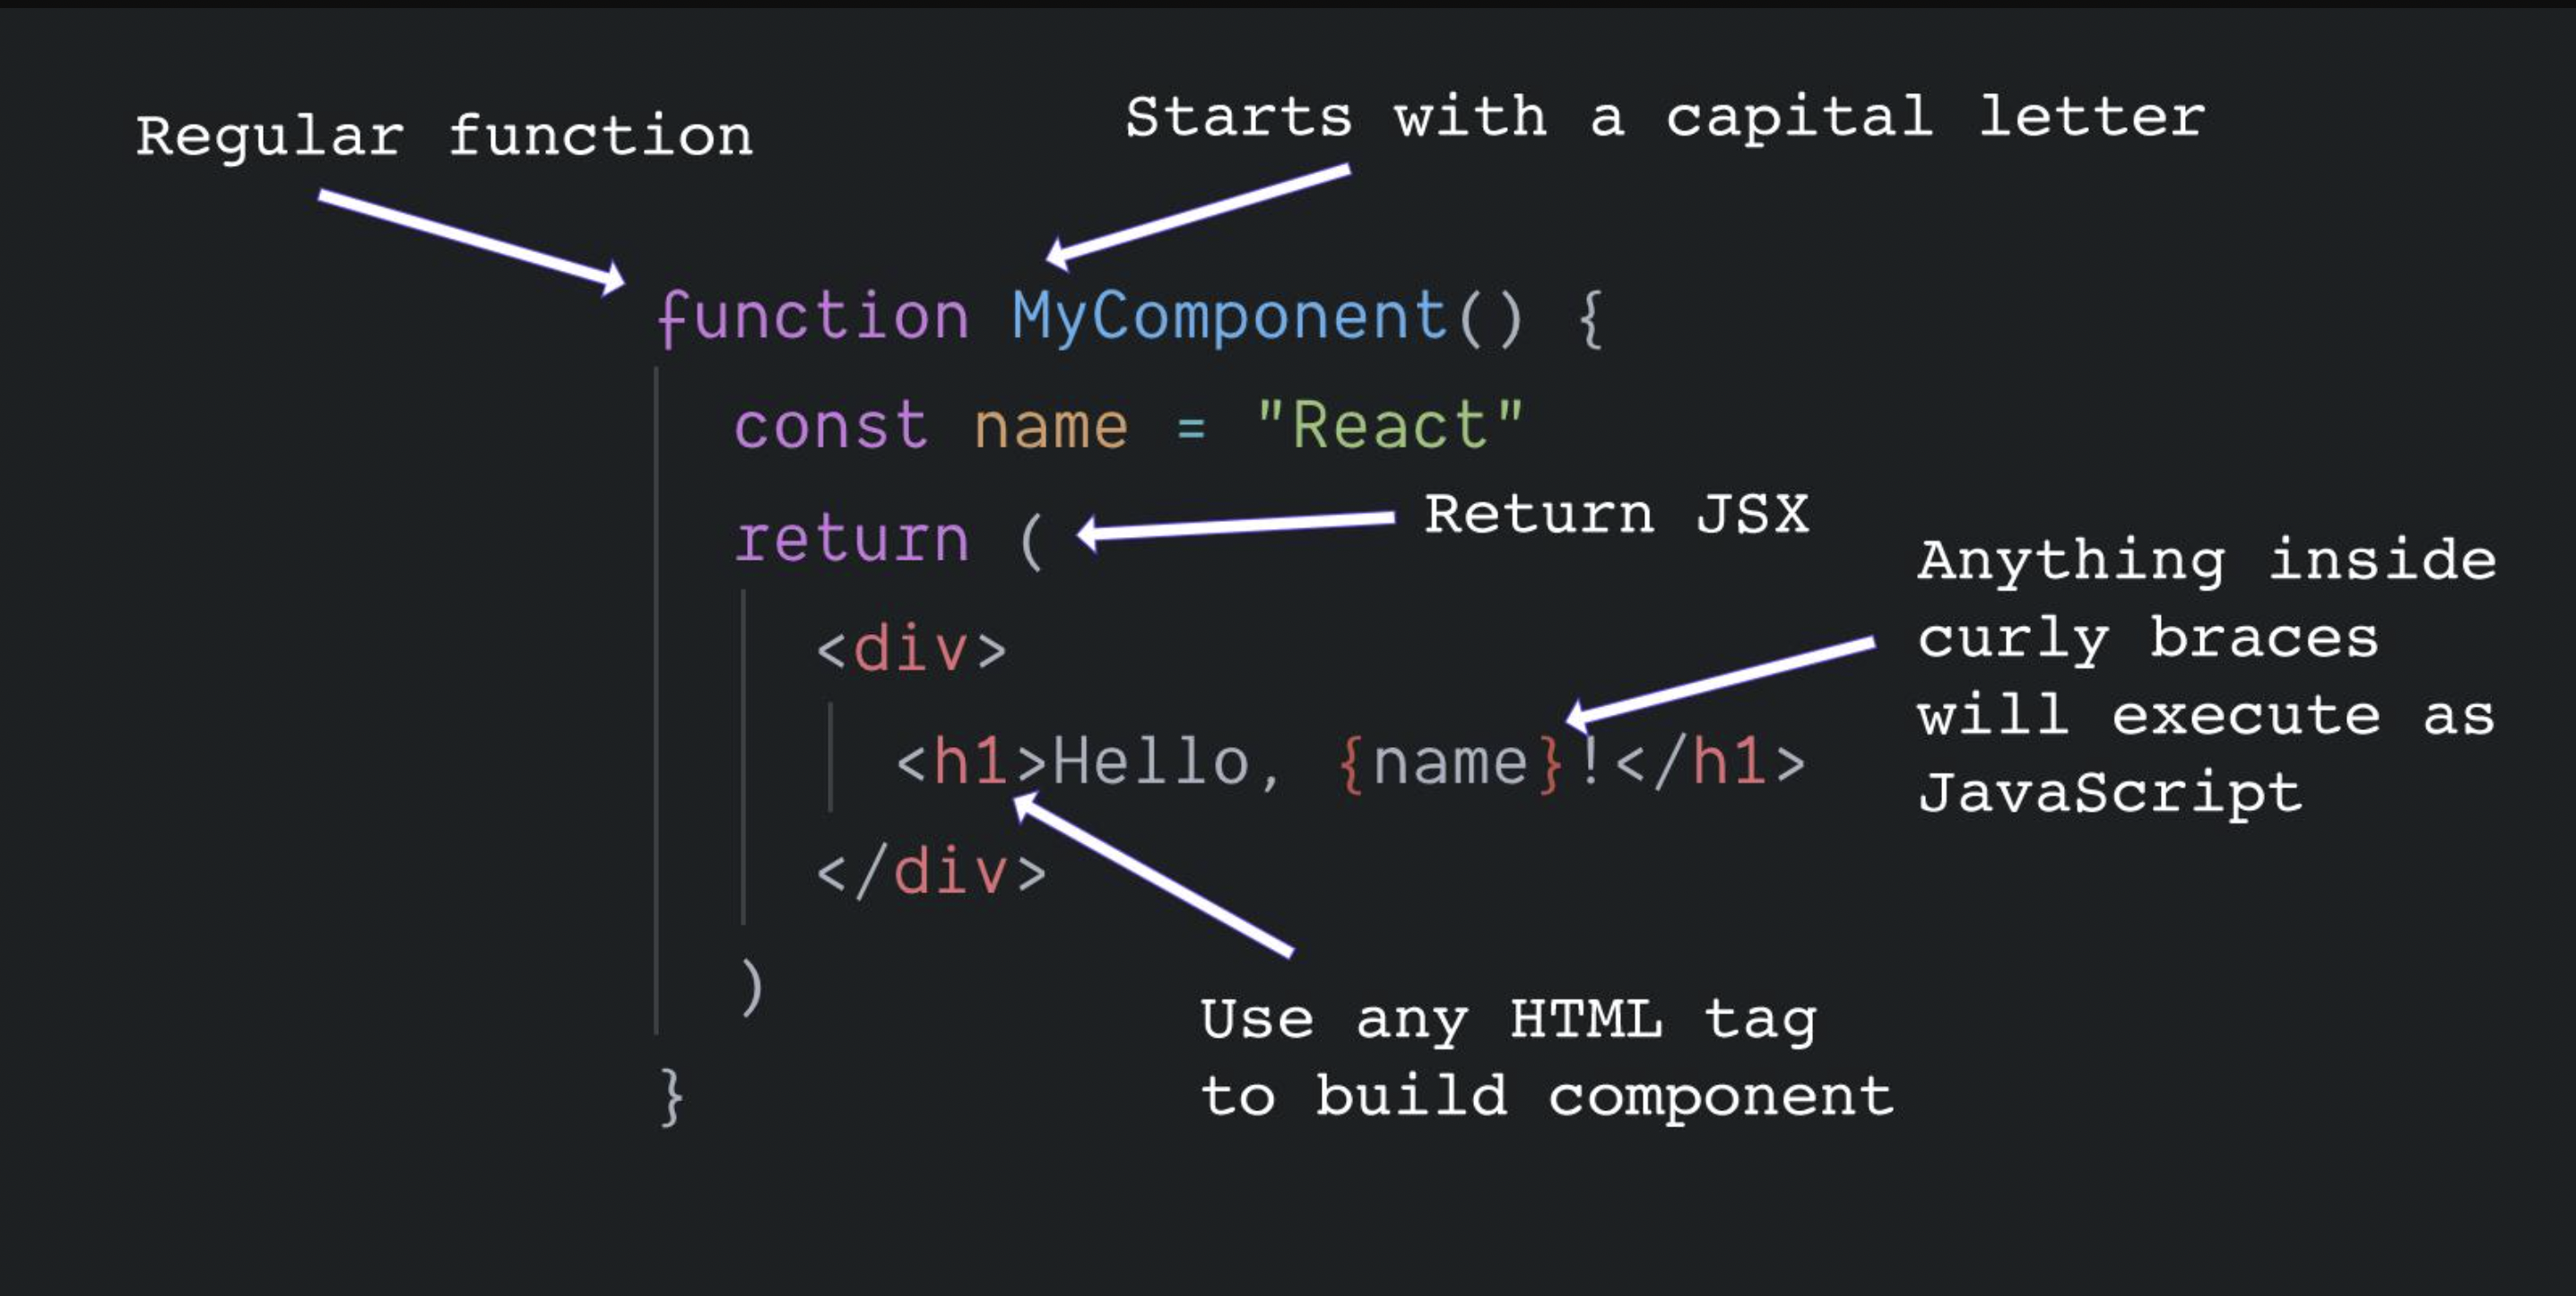 Regular function
Starts with a capital letter
function MyComponent() {
const name = "React"
return (
Return JSX
Anything inside
curly braces
will execute as
JavaScript
<div>
<h1>Hello, {name}!</h1>
</div>
)
}
Use any HTML tag
to build component